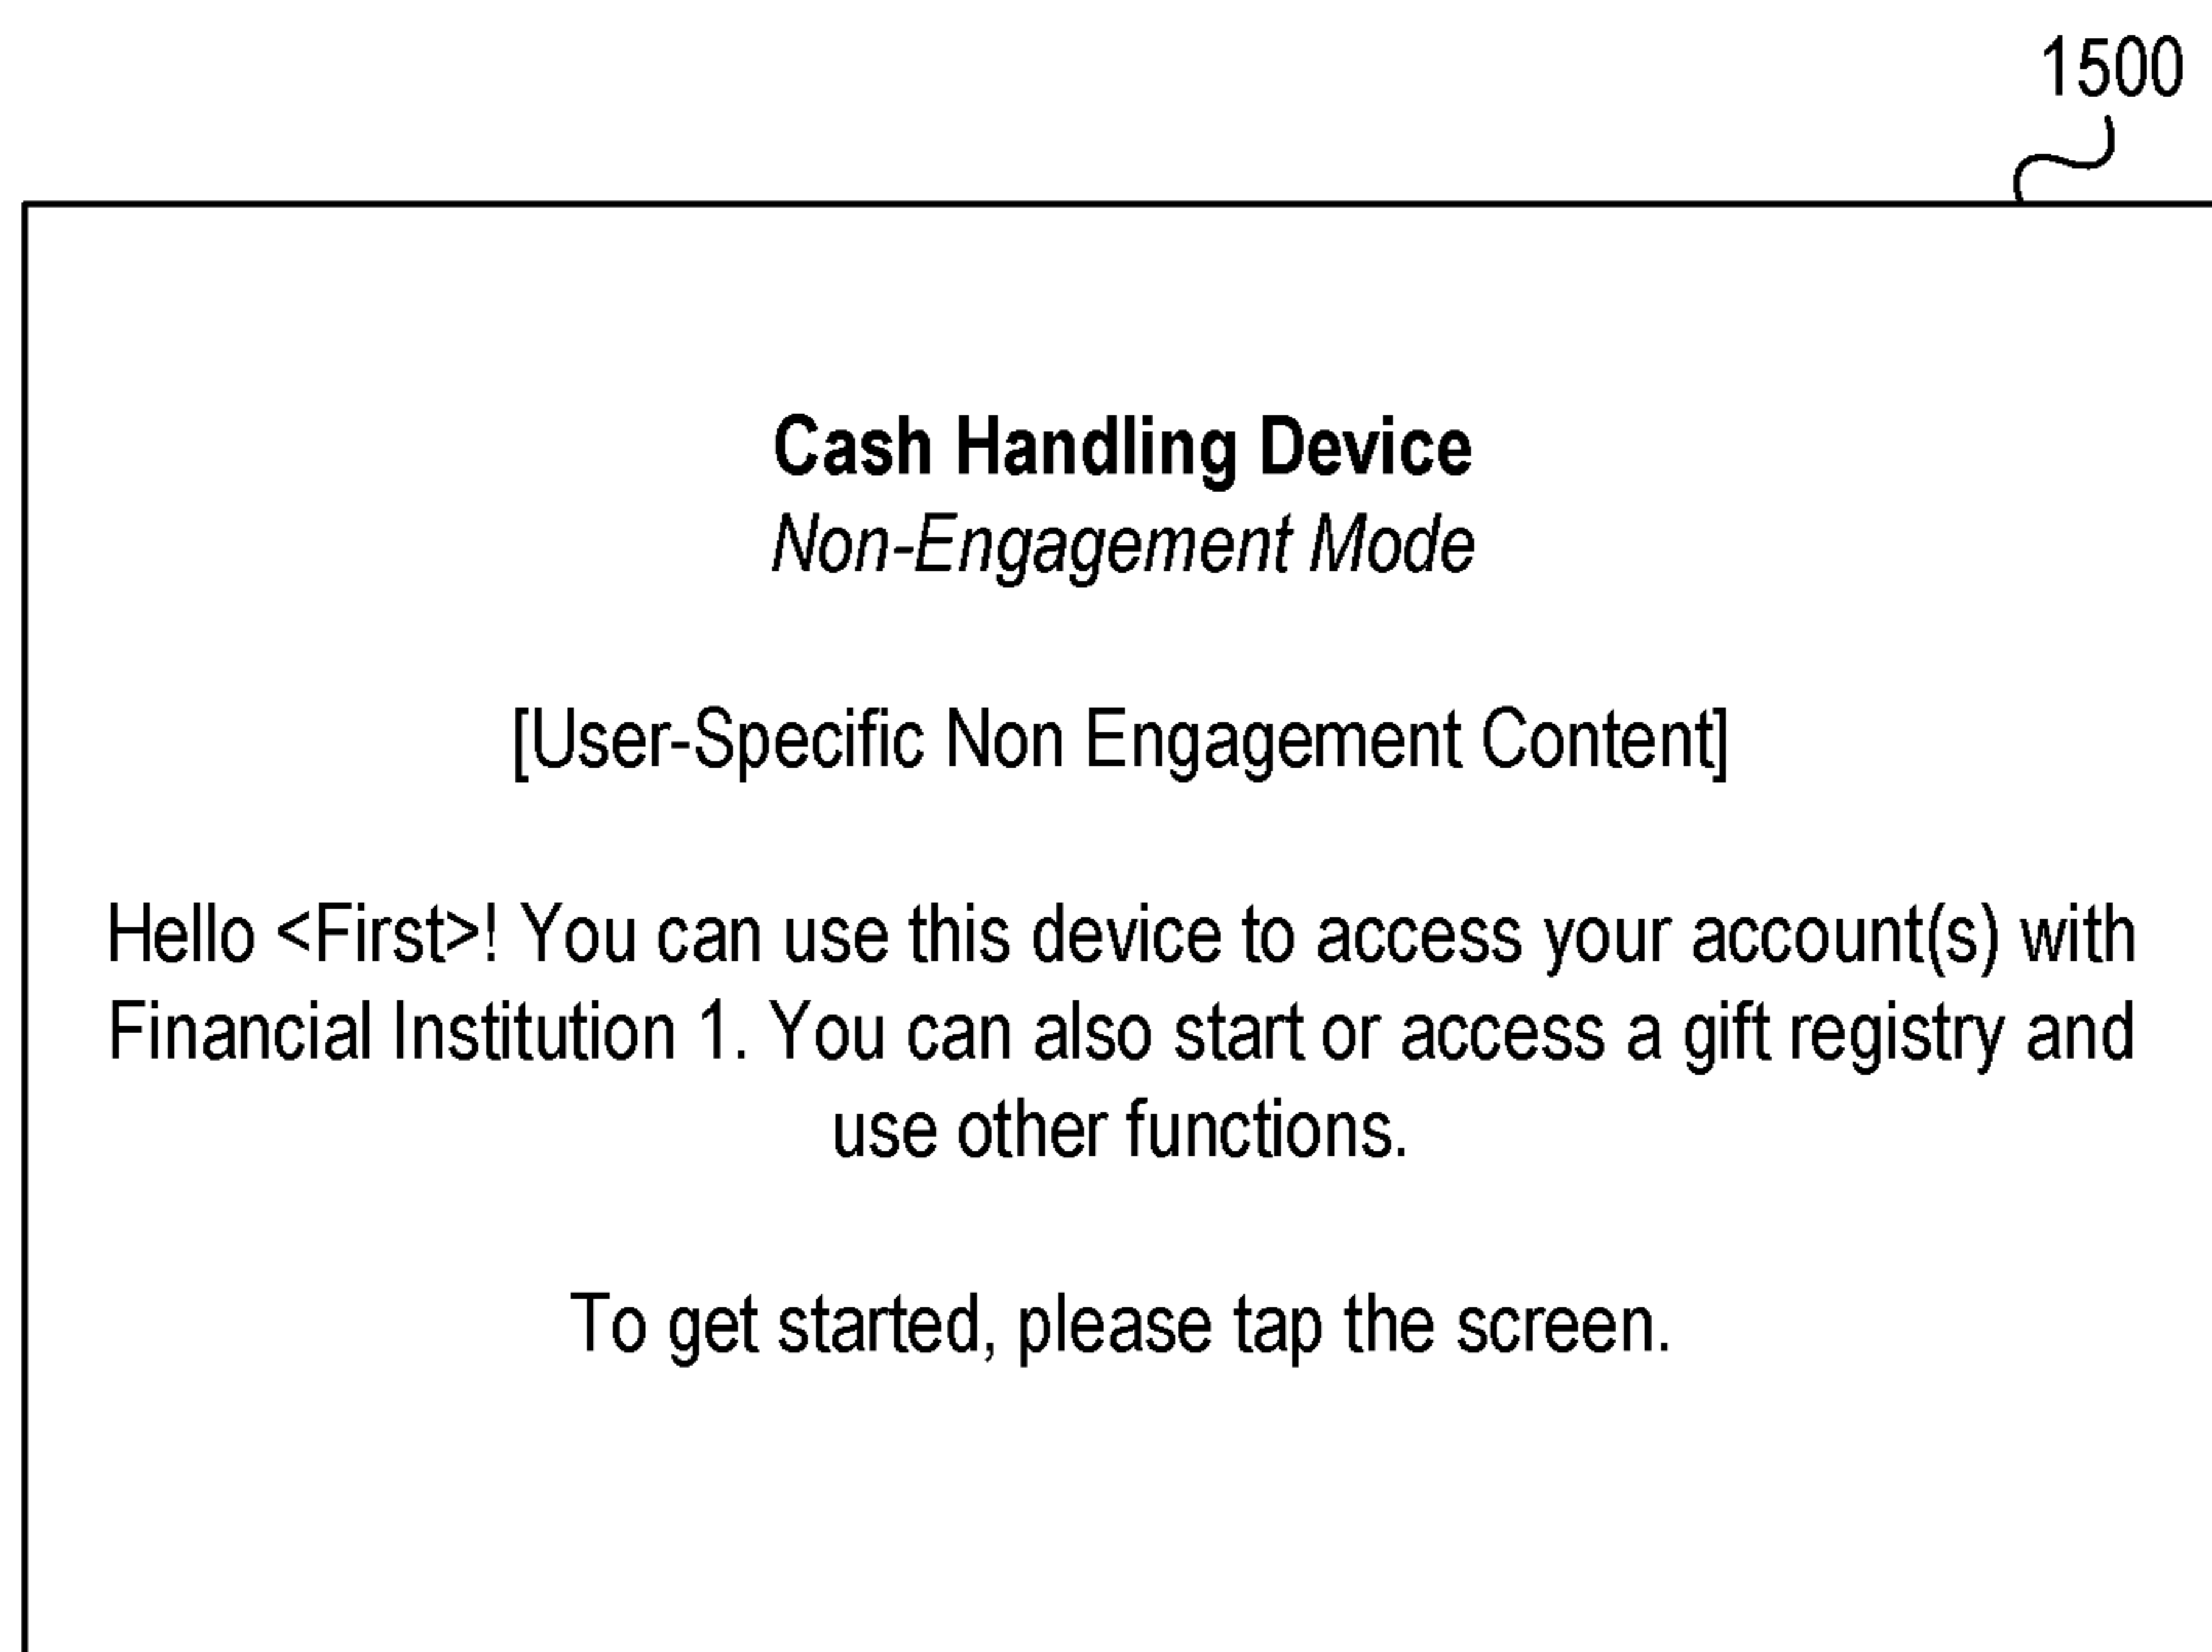 1500
Cash Handling Device
Non-Engagement Mode
[User-Specific Non Engagement Content]
Hello <First>! You can use this device to access your account(s) with
Financial Institution 1. You can also start or access a gift registry and
use other functions.
To get started, please tap the screen.